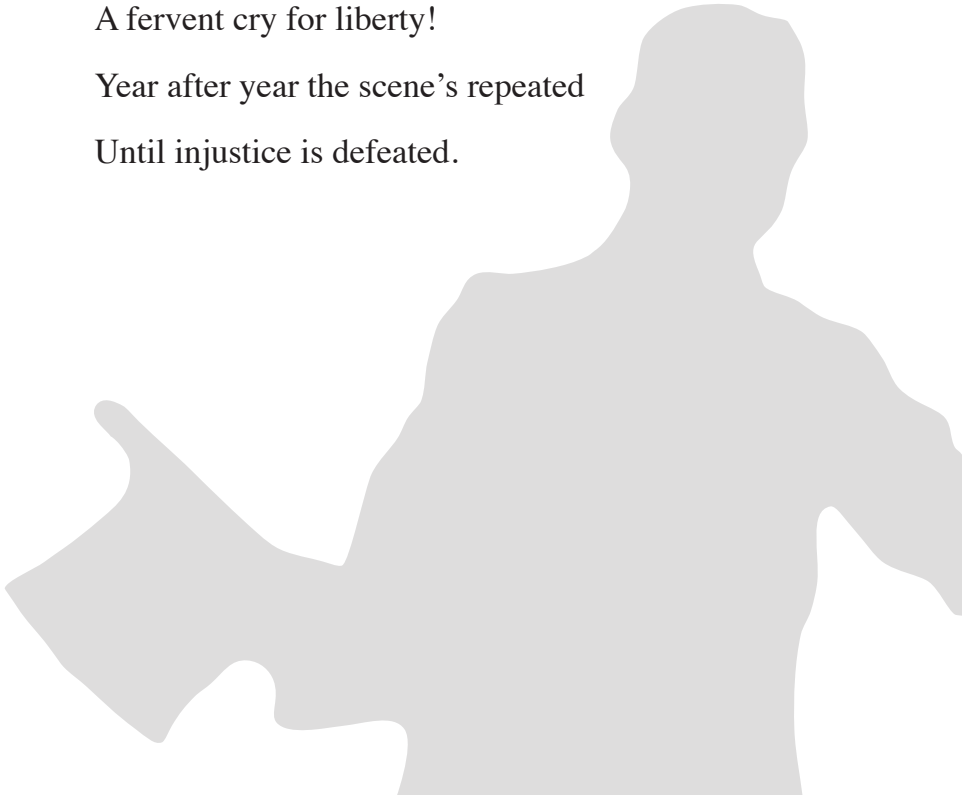 A fervent cry for liberty!
Year after year the scene’s repeated
Until injustice is defeated.